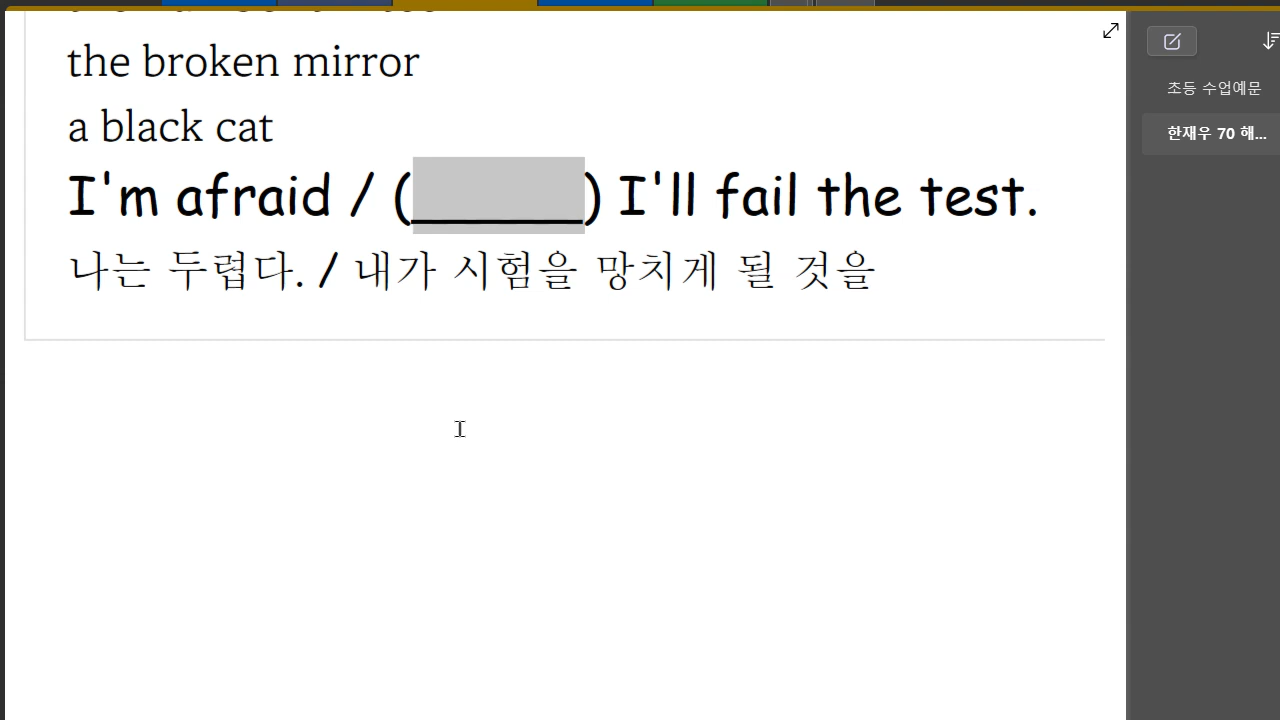 the broken mirror
a black cat
I'm afraid / (______) I'll fail the test.
나는 두렵다. / 내가 시험을 망치게 될 것을
초등 수업예문
한재우 70 해...